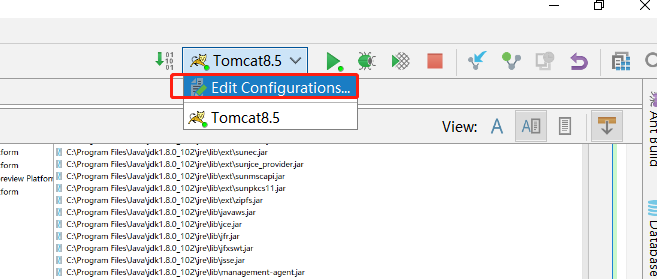 Tomcat8.5
Edit Configurations...
Tomcat8.5
View:
C:\Program Files\Java\jdk1.8.0_102\jre\lib\ext\sunec.jar
atform C:\Program Files\Java\jdk1.8.0_102\jre\lib\ext\sunjce_provider.jar
atform C:\Program Files\Java\jdk1.8.0_102\jre\lib\ext\sunmscapi.jar
review Platform C:\Program Files\Java\jdk1.8.0_102\jre\lib\ext\sunpkcs11.jar
atform C:\Program Files\Java\jdk1.8.0_102\jre\lib\ext\zipfs.jar
C:\Program Files\Java\jdk1.8.0_102\jre\lib\javaws.jar
C:\Program Files\Java\jdk1.8.0_102\jre\lib\jce.jar
C:\Program Files\Java\jdk1.8.0_102\jre\lib\jfr.jar
C:\Program Files\Java\jdk1.8.0_102\jre\lib\jfxswt.jar
C:\Program Files\Java\jdk1.8.0_102\jre\lib\jsse.jar
C:\Program Files\Java\jdk1.8.0_102\jre\lib\management-agent.jar
Ant Build
Database